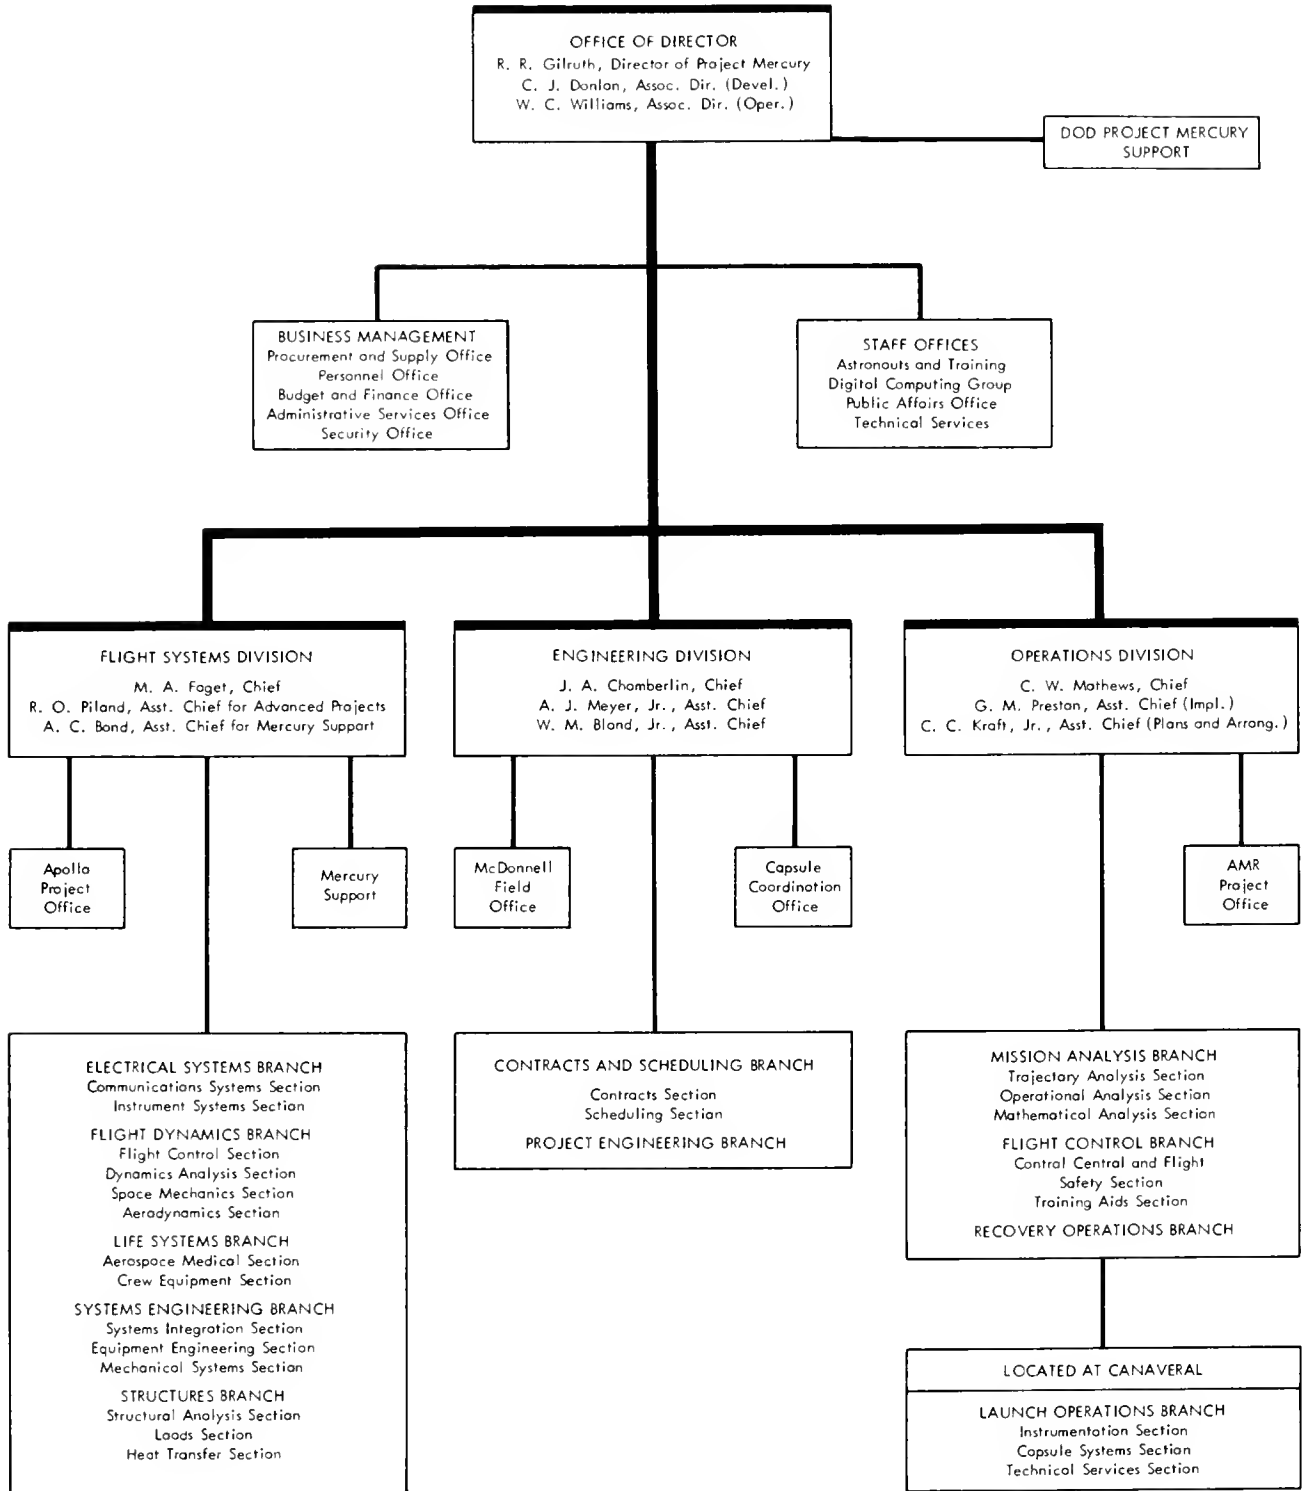 OFFICE OF DIRECTOR
R. R. Gilruth, Director of Project Mercury
C. J. Donlan, Assoc. Dir. (Devel.)
W. C. Williams, Assoc. Dir. (Oper.)
DOD PROJECT MERCURY
SUPPORT
BUSINESS MANAGEMENT
Procurement and Supply Office
Personnel Office
Budget and Finance Office
Administrative Services Office
Security Office
STAFF OFFICES
Astronauts and Training
Digital Computing Group
Public Affairs Office
Technical Services
FLIGHT SYSTEMS DIVISION
M. A. Faget, Chief
R. O. Piland, Asst. Chief for Advanced Projects
A. C. Bond, Asst. Chief for Mercury Support
Apollo
Project
Office
Mercury
Support
ELECTRICAL SYSTEMS BRANCH
Communications Systems Section
Instrument Systems Section
FLIGHT DYNAMICS BRANCH
Flight Control Section
Dynamics Analysis Section
Space Mechanics Section
Aerodynamics Section
LIFE SYSTEMS BRANCH
Aerospace Medical Section
Crew Equipment Section
SYSTEMS ENGINEERING BRANCH
Systems Integration Section
Equipment Engineering Section
Mechanical Systems Section
STRUCTURES BRANCH
Structural Analysis Section
Loads Section
Heat Transfer Section
ENGINEERING DIVISION
J. A. Chamberlin, Chief
A. J. Meyer, Jr., Asst. Chief
W. M. Bland, Jr., Asst. Chief
McDonnell
Field
Office
Capsule
Coordination
Office
CONTRACTS AND SCHEDULING BRANCH
Contracts Section
Scheduling Section
PROJECT ENGINEERING BRANCH
OPERATIONS DIVISION
C. W. Mathews, Chief
G. M. Preston, Asst. Chief (Impl.)
C. C. Kraft, Jr., Asst. Chief (Plans and Arrang.)
AMR
Project
Office
MISSION ANALYSIS BRANCH
Trajectory Analysis Section
Operational Analysis Section
Mathematical Analysis Section
FLIGHT CONTROL BRANCH
Control Central and Flight
Safety Section
Training Aids Section
RECOVERY OPERATIONS BRANCH
LOCATED AT CANAVERAL
LAUNCH OPERATIONS BRANCH
Instrumentation Section
Capsule Systems Section
Technical Services Section